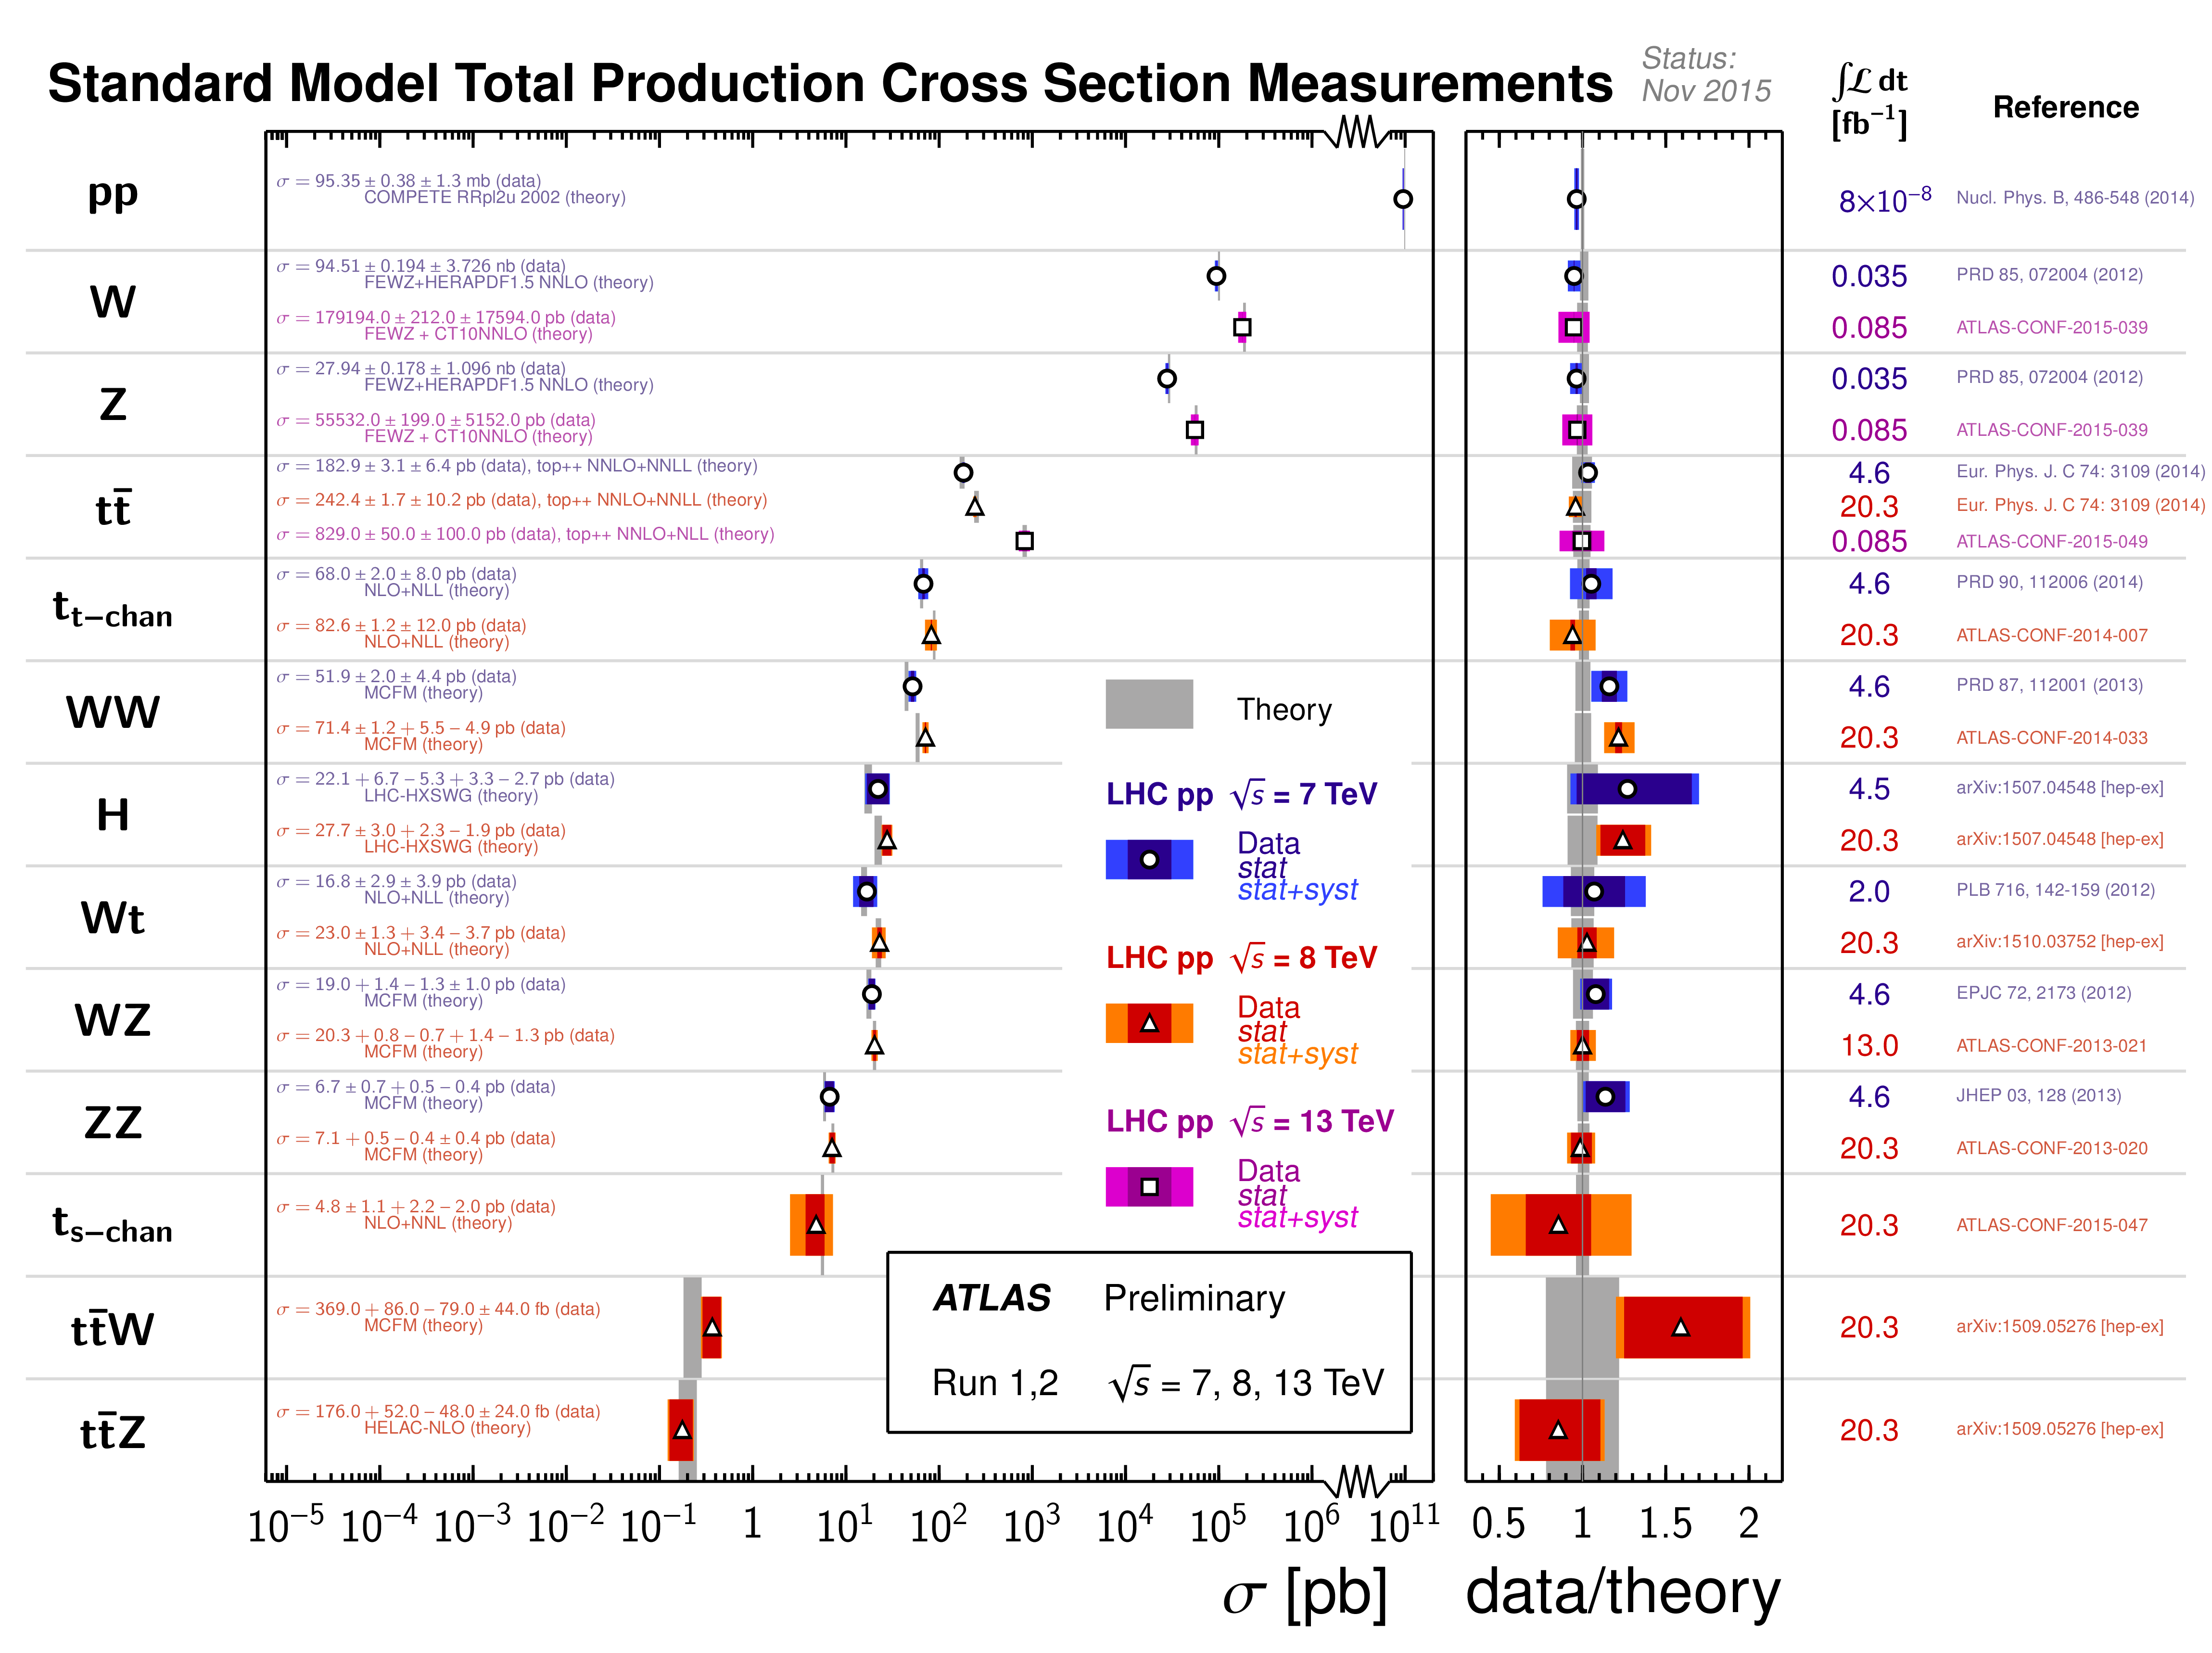 Standard Model Total Production Cross Section Measurements
Status:
Nov 2015
∫ℒ dt
[fb⁻¹]
Reference
pp
σ = 95.35 ± 0.38 ± 1.3 mb (data)
COMPETE RRpl2u 2002 (theory)
8×10⁻⁸
Nucl. Phys. B, 486-548 (2014)
W
σ = 94.51 ± 0.194 ± 3.726 nb (data)
FEWZ+HERAPDF1.5 NNLO (theory)
0.035
PRD 85, 072004 (2012)
σ = 179194.0 ± 212.0 ± 17594.0 pb (data)
FEWZ + CT10NNLO (theory)
0.085
ATLAS-CONF-2015-039
Z
σ = 27.94 ± 0.178 ± 1.096 nb (data)
FEWZ+HERAPDF1.5 NNLO (theory)
0.035
PRD 85, 072004 (2012)
σ = 55532.0 ± 199.0 ± 5152.0 pb (data)
FEWZ + CT10NNLO (theory)
0.085
ATLAS-CONF-2015-039
tt̄
σ = 182.9 ± 3.1 ± 6.4 pb (data), top++ NNLO+NNLL (theory)
4.6
Eur. Phys. J. C 74: 3109 (2014)
σ = 242.4 ± 1.7 ± 10.2 pb (data), top++ NNLO+NNLL (theory)
20.3
Eur. Phys. J. C 74: 3109 (2014)
σ = 829.0 ± 50.0 ± 100.0 pb (data), top++ NNLO+NLL (theory)
0.085
ATLAS-CONF-2015-049
t t−chan
σ = 68.0 ± 2.0 ± 8.0 pb (data)
NLO+NLL (theory)
4.6
PRD 90, 112006 (2014)
σ = 82.6 ± 1.2 ± 12.0 pb (data)
NLO+NLL (theory)
20.3
ATLAS-CONF-2014-007
WW
σ = 51.9 ± 2.0 ± 4.4 pb (data)
MCFM (theory)
4.6
PRD 87, 112001 (2013)
σ = 71.4 ± 1.2 + 5.5 − 4.9 pb (data)
MCFM (theory)
20.3
ATLAS-CONF-2014-033
H
σ = 22.1 + 6.7 − 5.3 + 3.3 − 2.7 pb (data)
LHC-HXSWG (theory)
4.5
arXiv:1507.04548 [hep-ex]
σ = 27.7 ± 3.0 + 2.3 − 1.9 pb (data)
LHC-HXSWG (theory)
20.3
arXiv:1507.04548 [hep-ex]
Wt
σ = 16.8 ± 2.9 ± 3.9 pb (data)
NLO+NLL (theory)
2.0
PLB 716, 142-159 (2012)
σ = 23.0 ± 1.3 + 3.4 − 3.7 pb (data)
NLO+NLL (theory)
20.3
arXiv:1510.03752 [hep-ex]
WZ
σ = 19.0 + 1.4 − 1.3 ± 1.0 pb (data)
MCFM (theory)
4.6
EPJC 72, 2173 (2012)
σ = 20.3 + 0.8 − 0.7 + 1.4 − 1.3 pb (data)
MCFM (theory)
13.0
ATLAS-CONF-2013-021
ZZ
σ = 6.7 ± 0.7 + 0.5 − 0.4 pb (data)
MCFM (theory)
4.6
JHEP 03, 128 (2013)
σ = 7.1 + 0.5 − 0.4 ± 0.4 pb (data)
MCFM (theory)
20.3
ATLAS-CONF-2013-020
t s−chan
σ = 4.8 ± 1.1 + 2.2 − 2.0 pb (data)
NLO+NNL (theory)
20.3
ATLAS-CONF-2015-047
tt̄W
σ = 369.0 + 86.0 − 79.0 ± 44.0 fb (data)
MCFM (theory)
20.3
arXiv:1509.05276 [hep-ex]
tt̄Z
σ = 176.0 + 52.0 − 48.0 ± 24.0 fb (data)
HELAC-NLO (theory)
20.3
arXiv:1509.05276 [hep-ex]
Theory
LHC pp √s = 7 TeV
Data
stat
stat+syst
LHC pp √s = 8 TeV
Data
stat
stat+syst
LHC pp √s = 13 TeV
Data
stat
stat+syst
ATLAS Preliminary
Run 1,2 √s = 7, 8, 13 TeV
10⁻⁵ 10⁻⁴ 10⁻³ 10⁻² 10⁻¹ 1 10¹ 10² 10³ 10⁴ 10⁵ 10⁶ 10¹¹
0.5 1 1.5 2
σ [pb]
data/theory